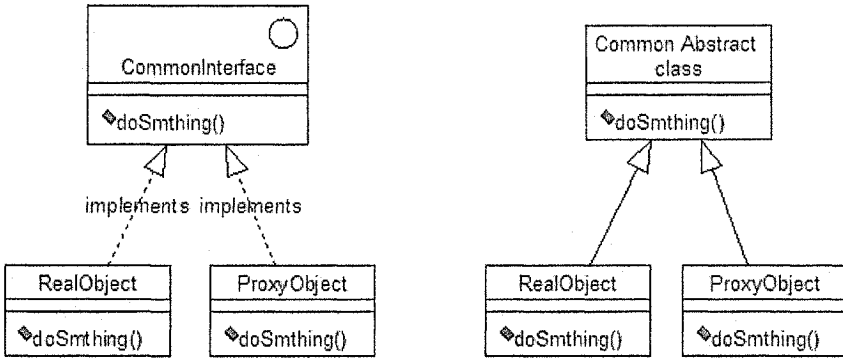 CommonInterface
doSmthing()
implements implements
RealObject
doSmthing()
ProxyObject
doSmthing()
Common Abstract
class
doSmthing()
RealObject
doSmthing()
ProxyObject
doSmthing()